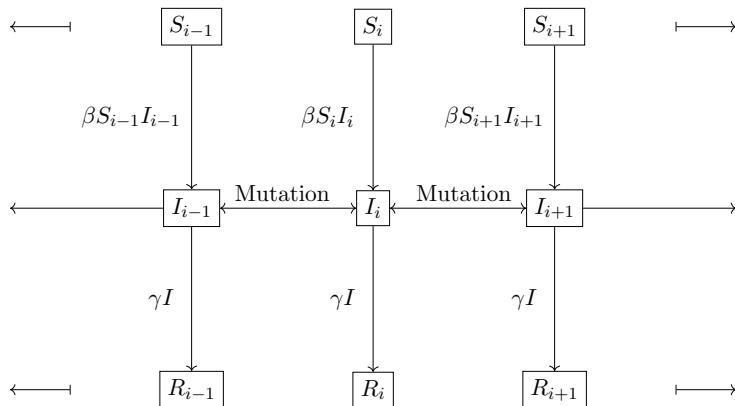 S_{i−1} S_i S_{i+1}
βS_{i−1}I_{i−1} βS_iI_i βS_{i+1}I_{i+1}
I_{i−1} Mutation I_i Mutation I_{i+1}
γI γI γI
R_{i−1} R_i R_{i+1}